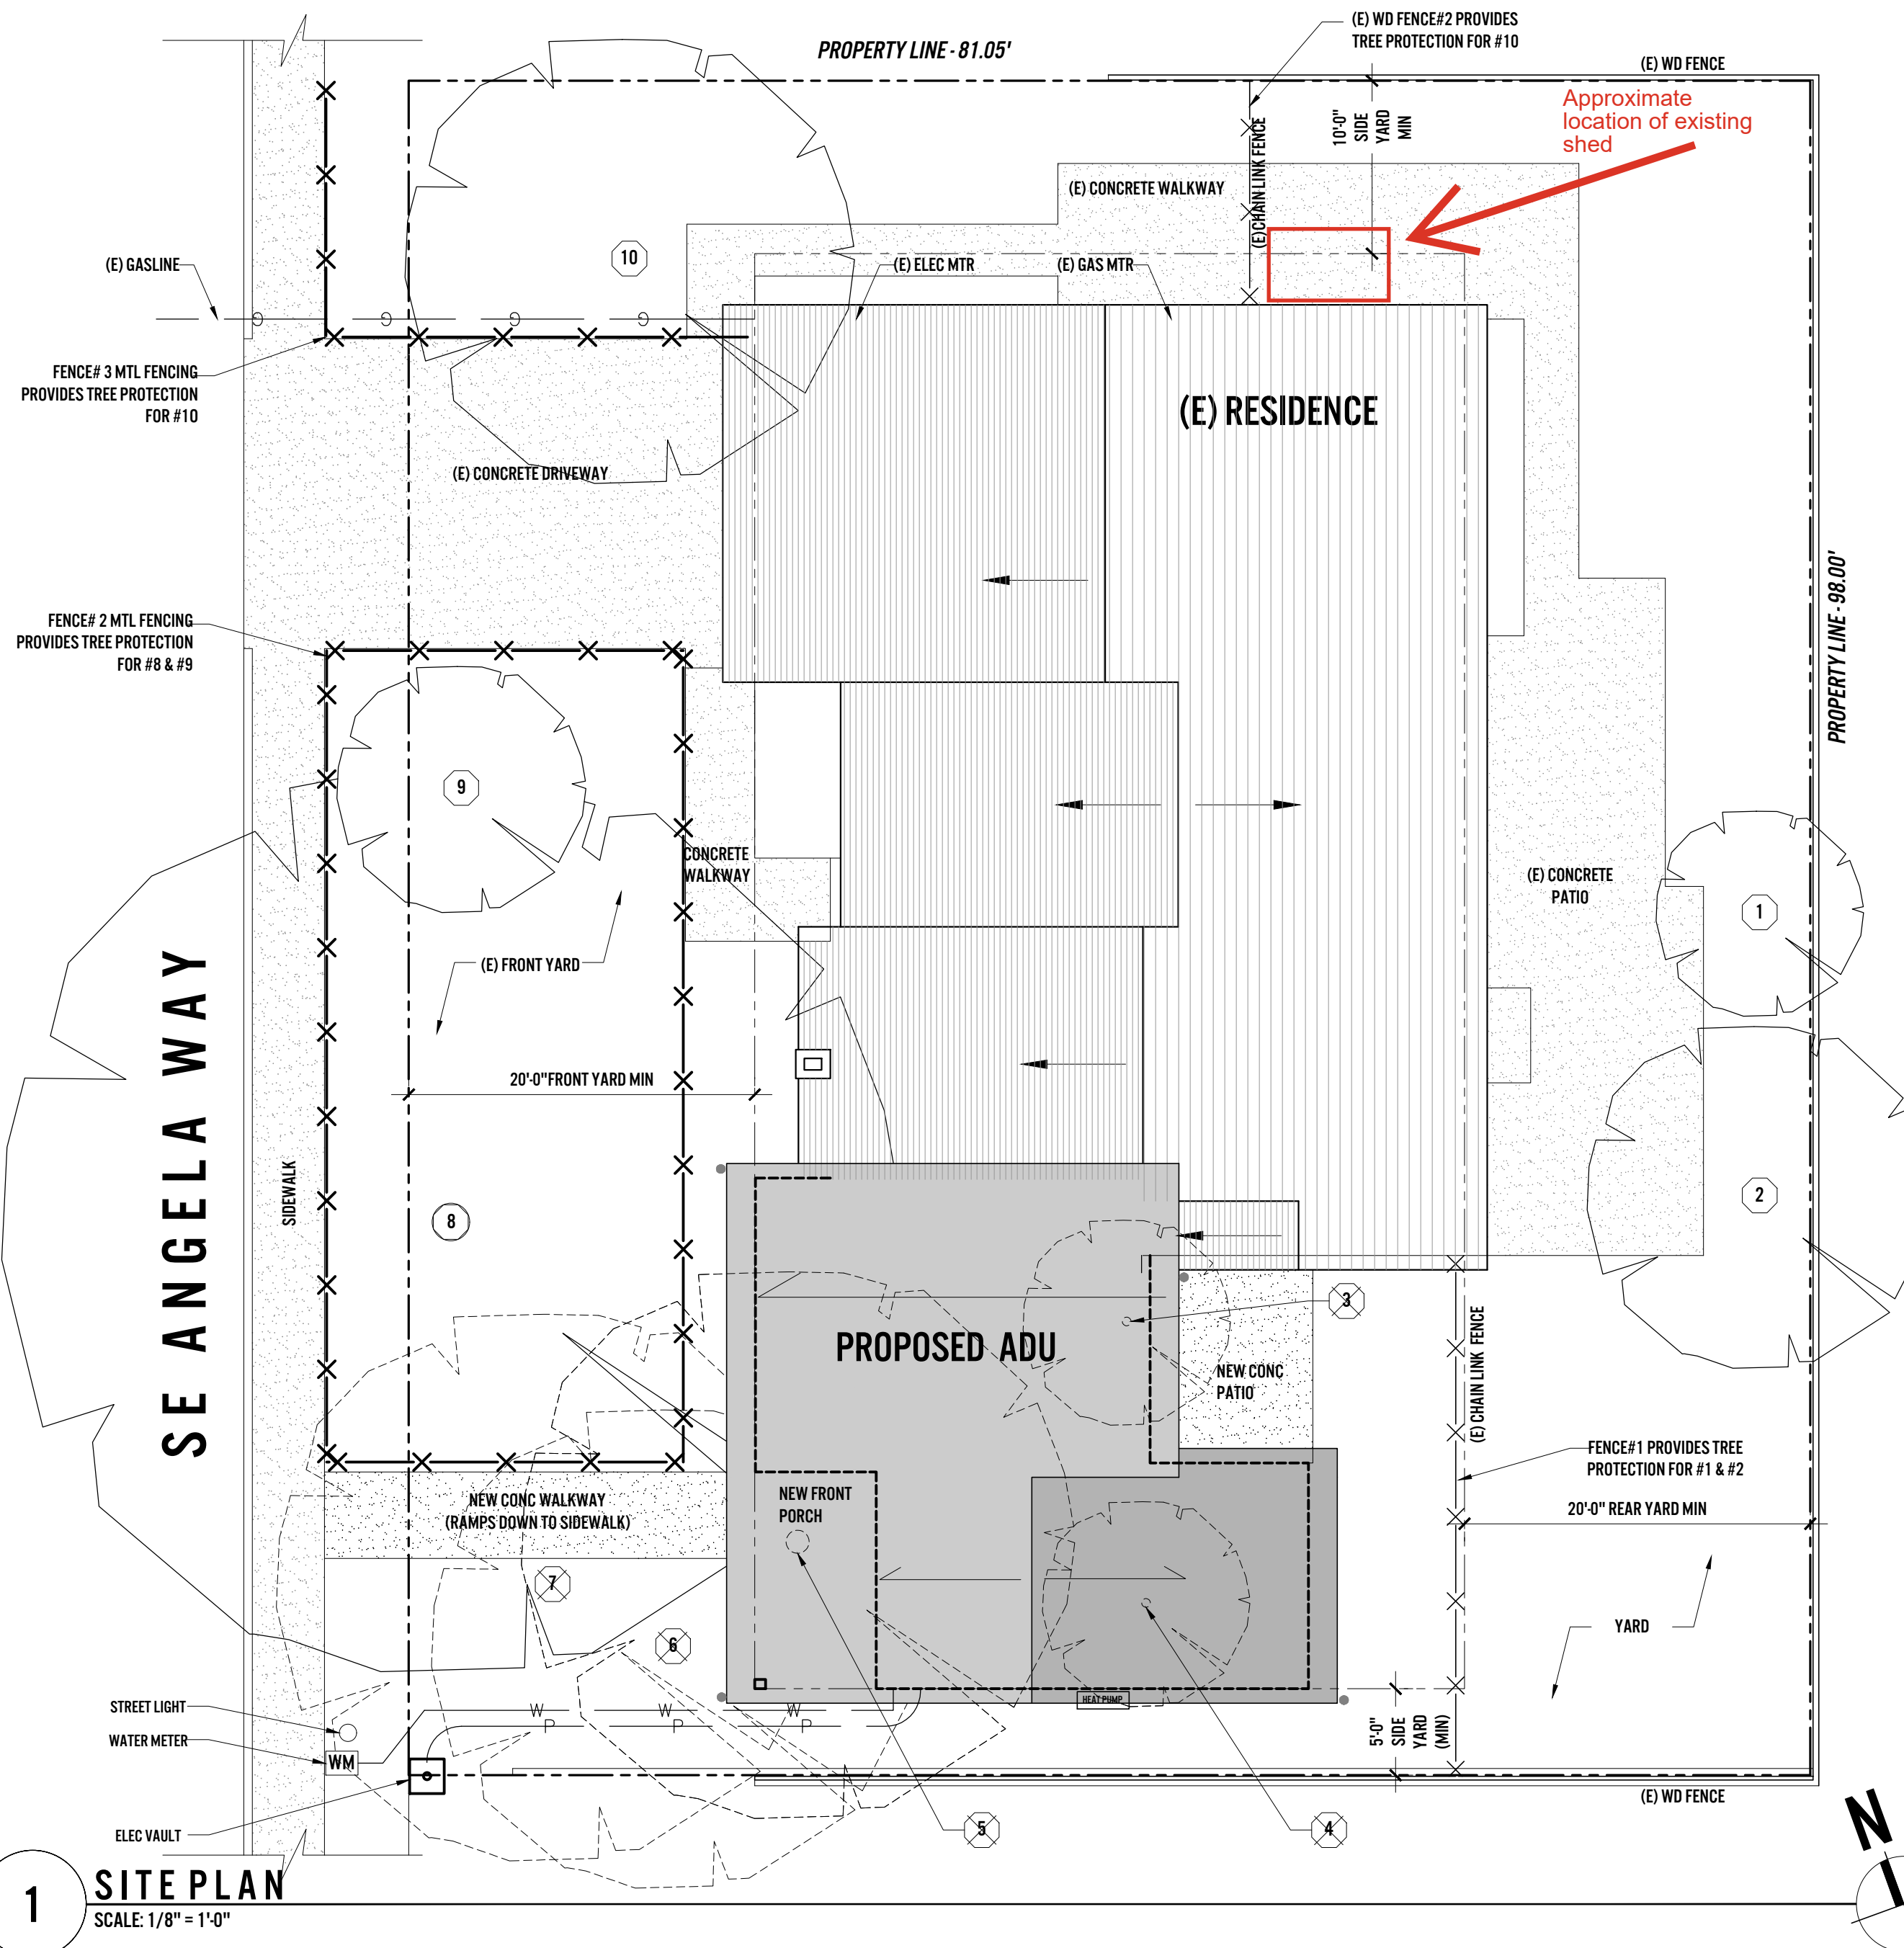 PROPERTY LINE - 81.05'
(E) WD FENCE#2 PROVIDES
TREE PROTECTION FOR #10
(E) WD FENCE
Approximate
location of existing
shed
10'-0"
SIDE
YARD
MIN
(E)CHAIN LINK FENCE
(E) CONCRETE WALKWAY
10
(E) GASLINE
(E) ELEC MTR
(E) GAS MTR
G G G G
FENCE# 3 MTL FENCING
PROVIDES TREE PROTECTION
FOR #10
(E) RESIDENCE
(E) CONCRETE DRIVEWAY
PROPERTY LINE - 98.00'
FENCE# 2 MTL FENCING
PROVIDES TREE PROTECTION
FOR #8 & #9
9
CONCRETE
WALKWAY
(E) CONCRETE
PATIO
1
(E) FRONT YARD
SE ANGELA WAY
20'-0"FRONT YARD MIN
SIDEWALK
8
2
3
PROPOSED ADU
NEW CONC
PATIO
(E) CHAIN LINK FENCE
FENCE#1 PROVIDES TREE
PROTECTION FOR #1 & #2
NEW FRONT
PORCH
NEW CONC WALKWAY
(RAMPS DOWN TO SIDEWALK)
20'-0" REAR YARD MIN
7
6
YARD
STREET LIGHT
WATER METER
WM
W W W
P P P
HEAT PUMP
5'-0"
SIDE
YARD
(MIN)
(E) WD FENCE
ELEC VAULT
5
4
N
1
SITE PLAN
SCALE: 1/8" = 1'-0"